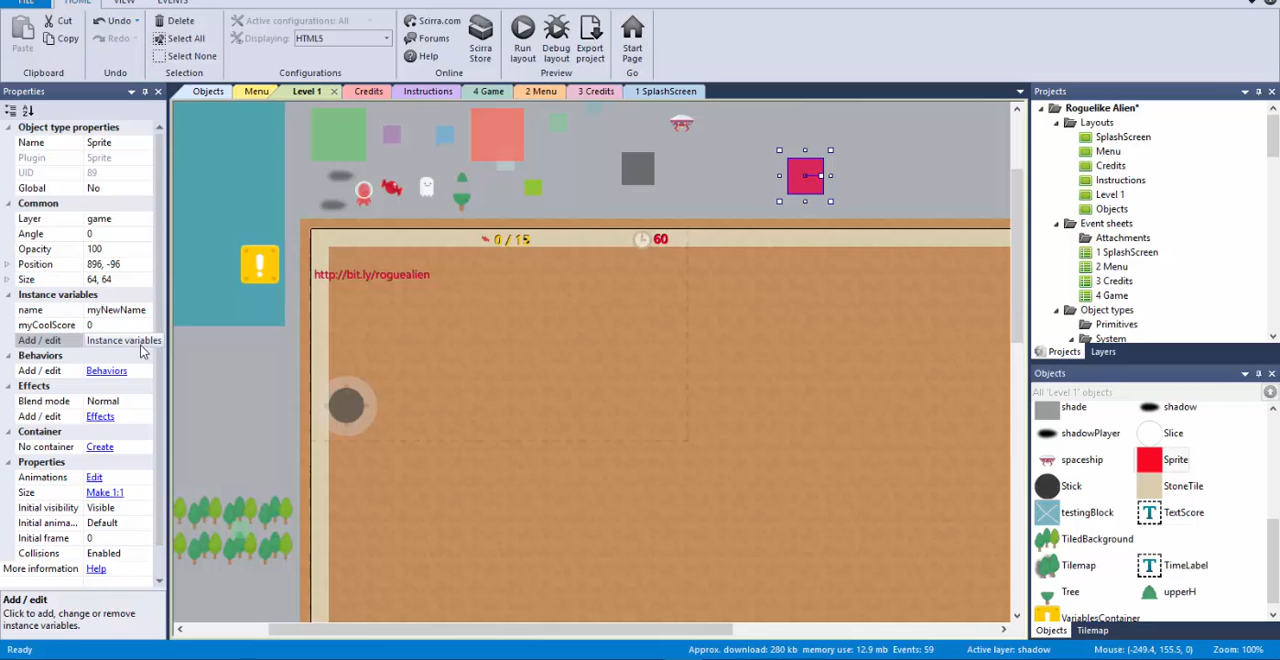 FILE HOME VIEW EVENTS
Paste Cut Copy Clipboard
Undo Redo Undo
Delete Select All Select None Selection
Active configurations: All
Displaying: HTML5
Configurations
Scirra.com Forums Help Scirra Store Online
Run layout Debug layout Export project Preview
Start Page Go
Properties
Objects Menu Level 1 Credits Instructions 4 Game 2 Menu 3 Credits 1 SplashScreen
Object type properties
Name Sprite
Plugin Sprite
UID 89
Global No
Common
Layer game
Angle 0
Opacity 100
Position 896, -96
Size 64, 64
Instance variables
name myNewName
myCoolScore 0
Add / edit Instance variables
Behaviors
Add / edit Behaviors
Effects
Blend mode Normal
Add / edit Effects
Container
No container Create
Properties
Animations Edit
Size Make 1:1
Initial visibility Visible
Initial anima... Default
Initial frame 0
Collisions Enabled
More information Help
Add / edit
Click to add, change or remove
instance variables.
0 / 15 60
http://bit.ly/roguealien
Projects
Roguelike Alien*
Layouts
SplashScreen
Menu
Credits
Instructions
Level 1
Objects
Event sheets
Attachments
1 SplashScreen
2 Menu
3 Credits
4 Game
Object types
Primitives
System
Projects Layers
Objects
All 'Level 1' objects
shade shadow
shadowPlayer Slice
spaceship Sprite
Stick StoneTile
testingBlock TextScore
TiledBackground
Tilemap TimeLabel
Tree upperH
VariablesContainer
Objects Tilemap
Ready Approx. download: 280 kb memory use: 12.9 mb Events: 59 Active layer: shadow Mouse: (-249.4, 155.5, 0) Zoom: 100%